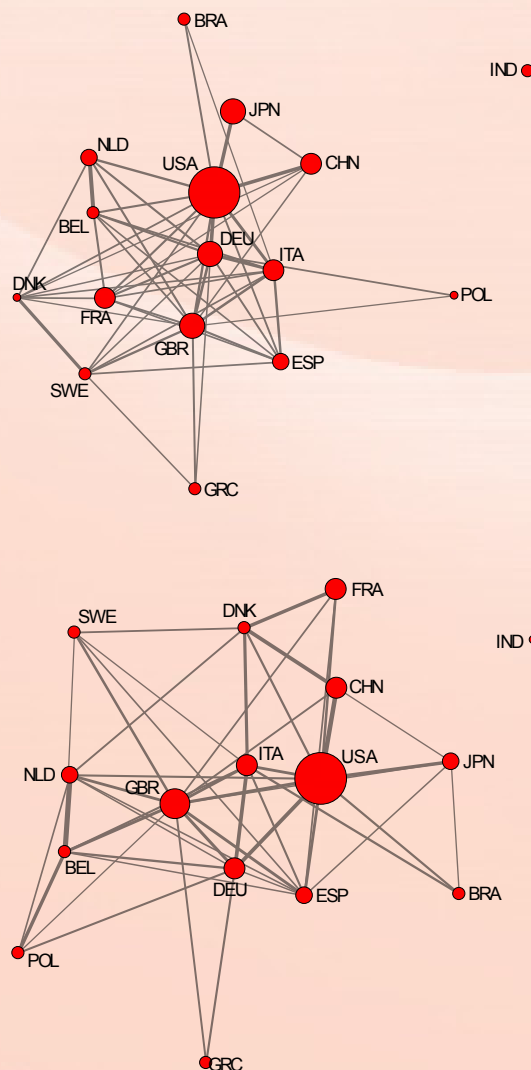 BRA
IND
JPN
NLD
USA
CHN
BEL
DEU
ITA
DNK
POL
FRA
GBR
ESP
SWE
GRC
FRA
DNK
SWE
IND
CHN
ITA
USA
JPN
NLD
GBR
BEL
DEU
ESP
BRA
POL
GRC